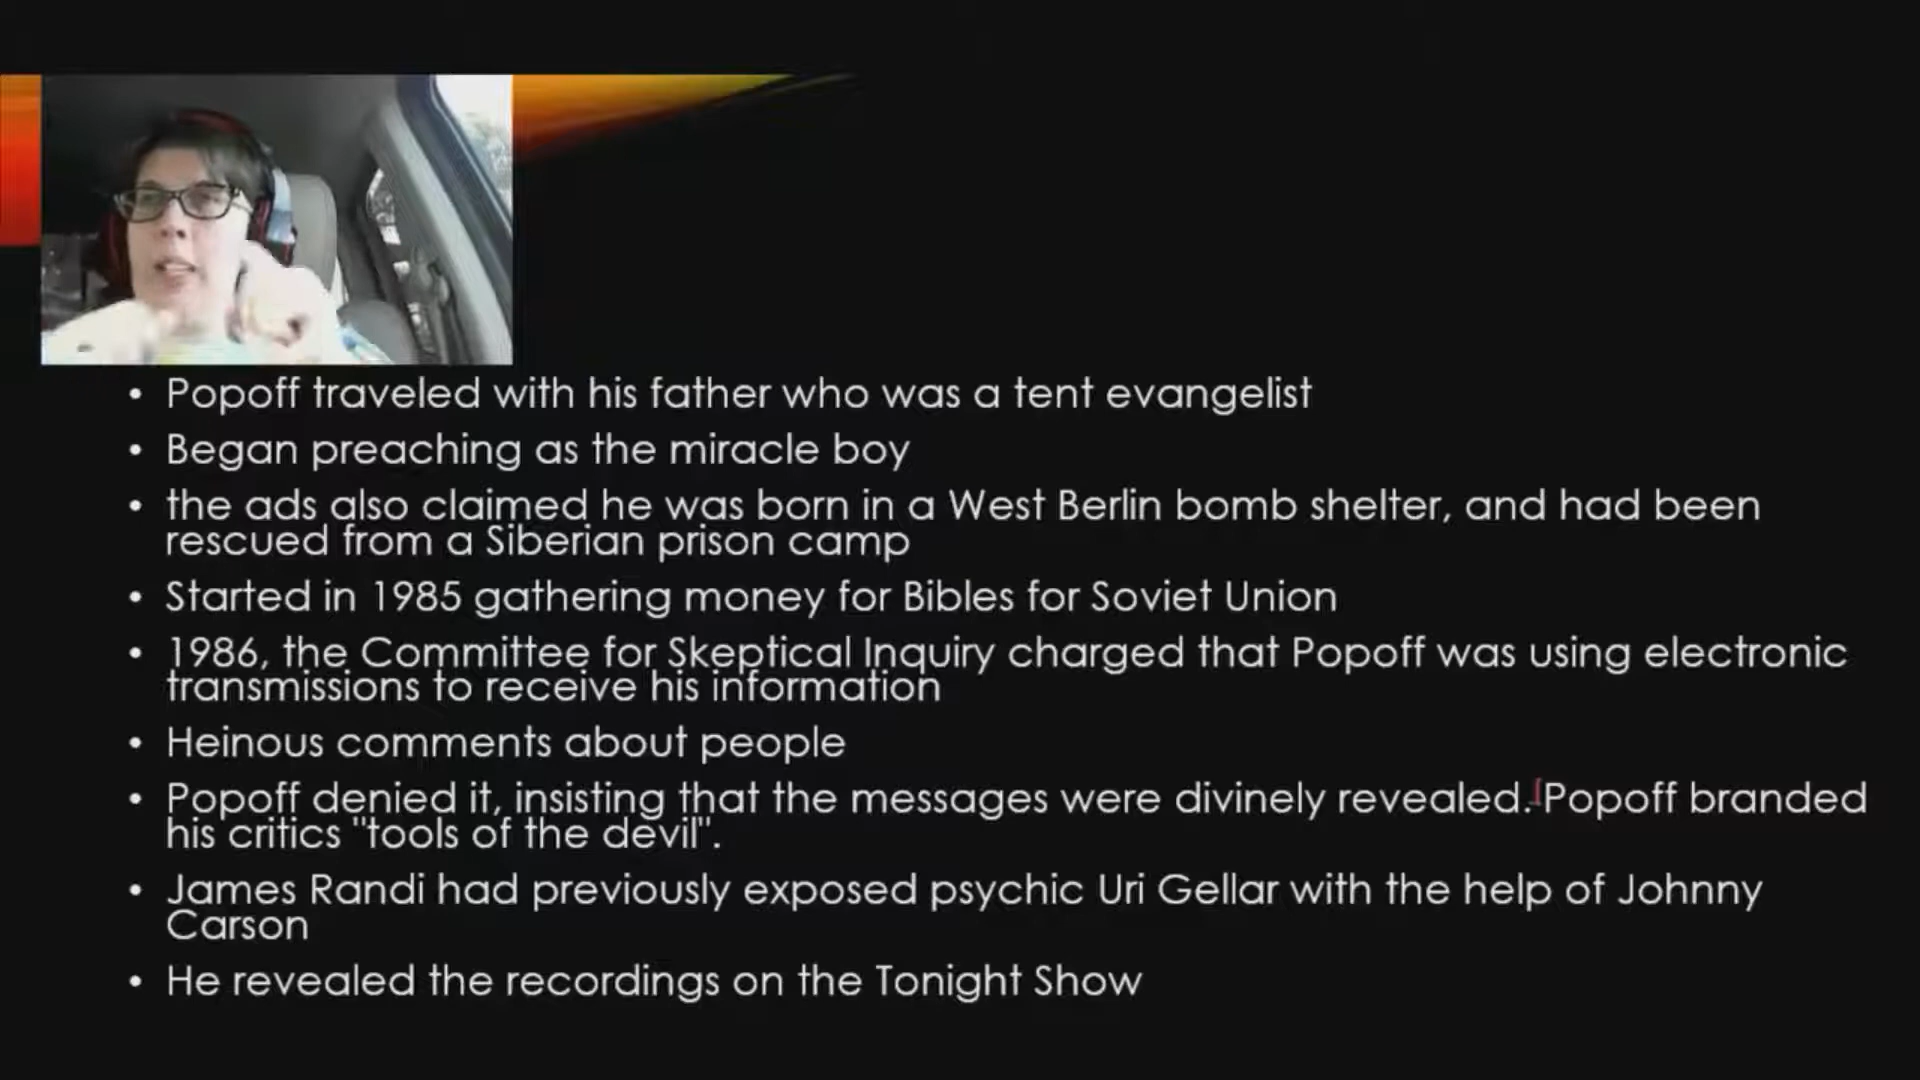 • Popoff traveled with his father who was a tent evangelist
• Began preaching as the miracle boy
• the ads also claimed he was born in a West Berlin bomb shelter, and had been
rescued from a Siberian prison camp
• Started in 1985 gathering money for Bibles for Soviet Union
• 1986, the Committee for Skeptical Inquiry charged that Popoff was using electronic
transmissions to receive his information
• Heinous comments about people
• Popoff denied it, insisting that the messages were divinely revealed.[Popoff branded
his critics "tools of the devil".
• James Randi had previously exposed psychic Uri Gellar with the help of Johnny
Carson
• He revealed the recordings on the Tonight Show